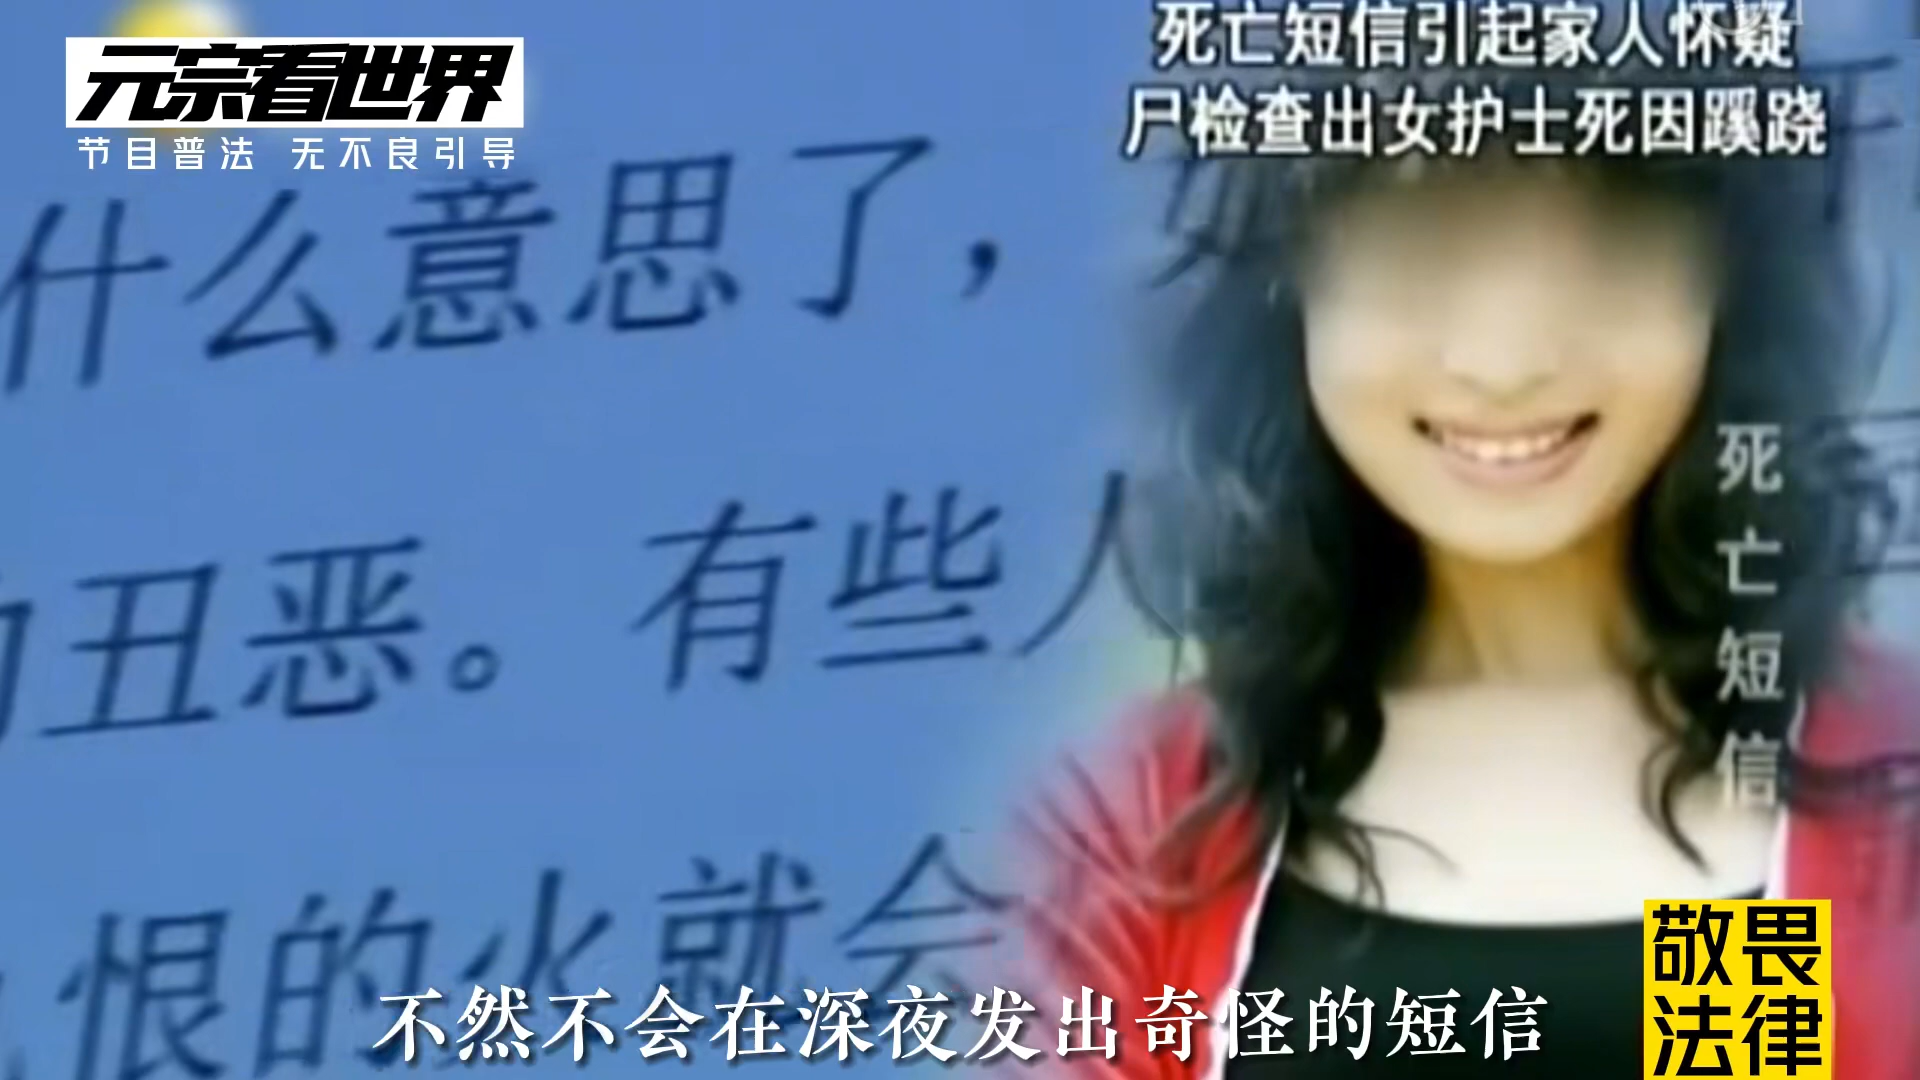 元宗看世界
节目普法 无不良引导
死亡短信引起家人怀疑
尸检查出女护士死因蹊跷
什么意思了，
丑恶。有些人
恨的火就会
死亡短信
不然不会在深夜发出奇怪的短信
敬畏
法律